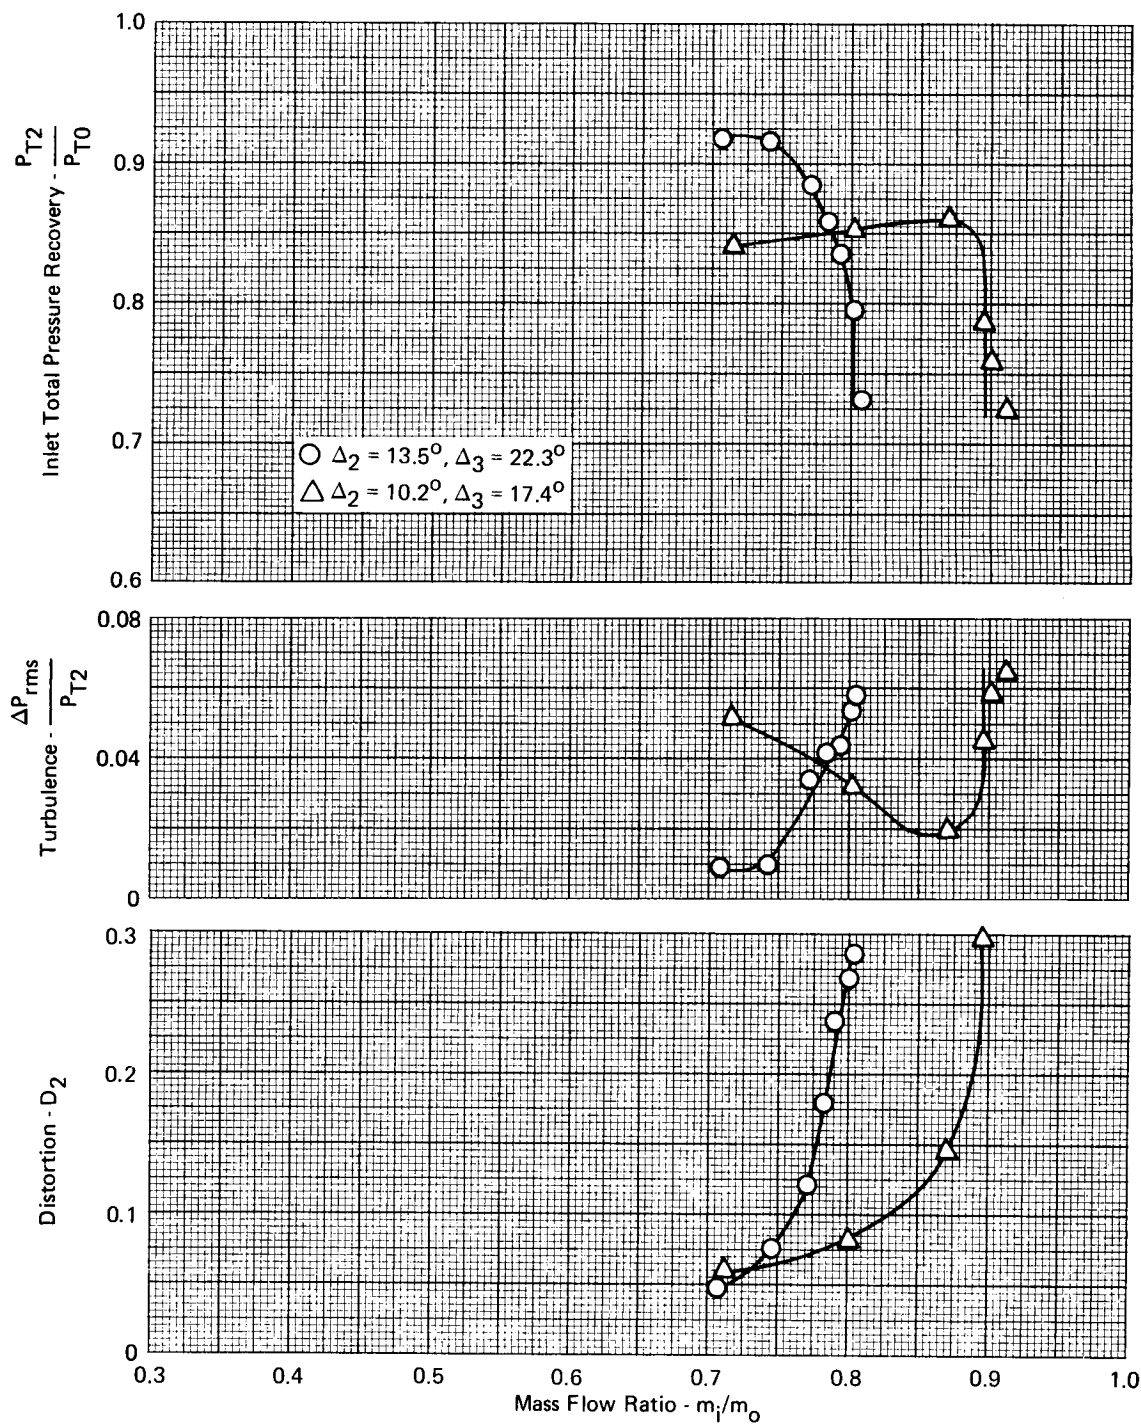 1.0
0.9
0.8
0.7
0.6
Inlet Total Pressure Recovery - P_T2 / P_T0
○ Δ2 = 13.5°, Δ3 = 22.3°
△ Δ2 = 10.2°, Δ3 = 17.4°
0.08
0.04
0
Turbulence - ΔP_rms / P_T2
0.3
0.2
0.1
0
Distortion - D2
0.3 0.4 0.5 0.6 0.7 0.8 0.9 1.0
Mass Flow Ratio - m_i/m_o